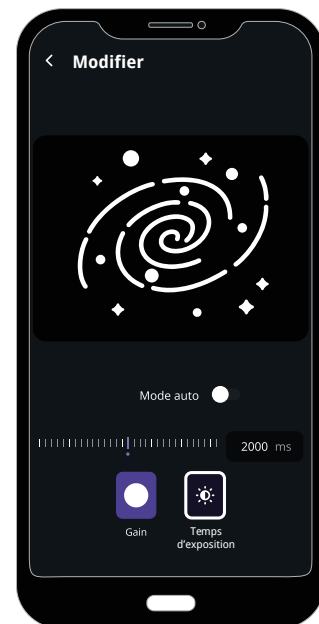 Modifier
Mode auto
2000 ms
Gain
Temps
d'exposition